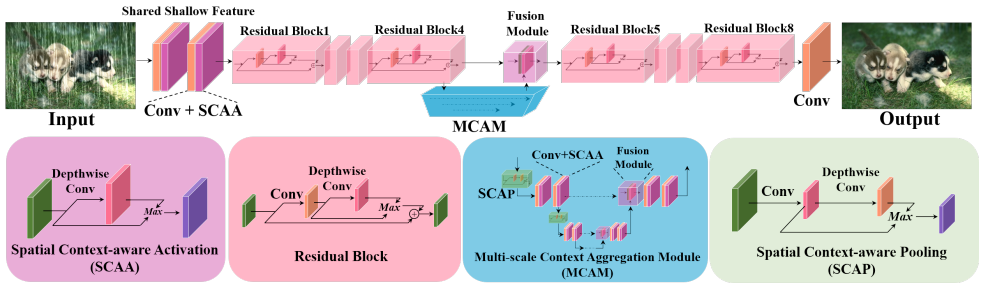 Shared Shallow Feature
Residual Block1
Residual Block4
Fusion
Module
Residual Block5
Residual Block8
Input
Conv + SCAA
MCAM
Conv
Output
Depthwise
Conv
Max
Spatial Context-aware Activation
(SCAA)
Conv
Depthwise
Conv
Max
Residual Block
Conv+SCAA
Fusion
Module
SCAP
Multi-scale Context Aggregation Module
(MCAM)
Conv
Depthwise
Conv
Max
Spatial Context-aware Pooling
(SCAP)